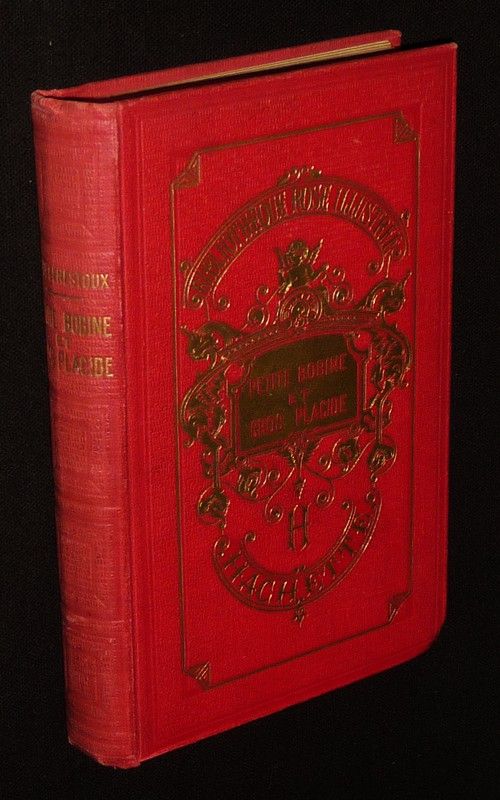 BIBLIOTHÈQUE ROSE ILLUSTRÉE
PETITE BOBINE
ET
GROS PLACIDE
H
HACHETTE
BOBINE
ET
PLACIDE